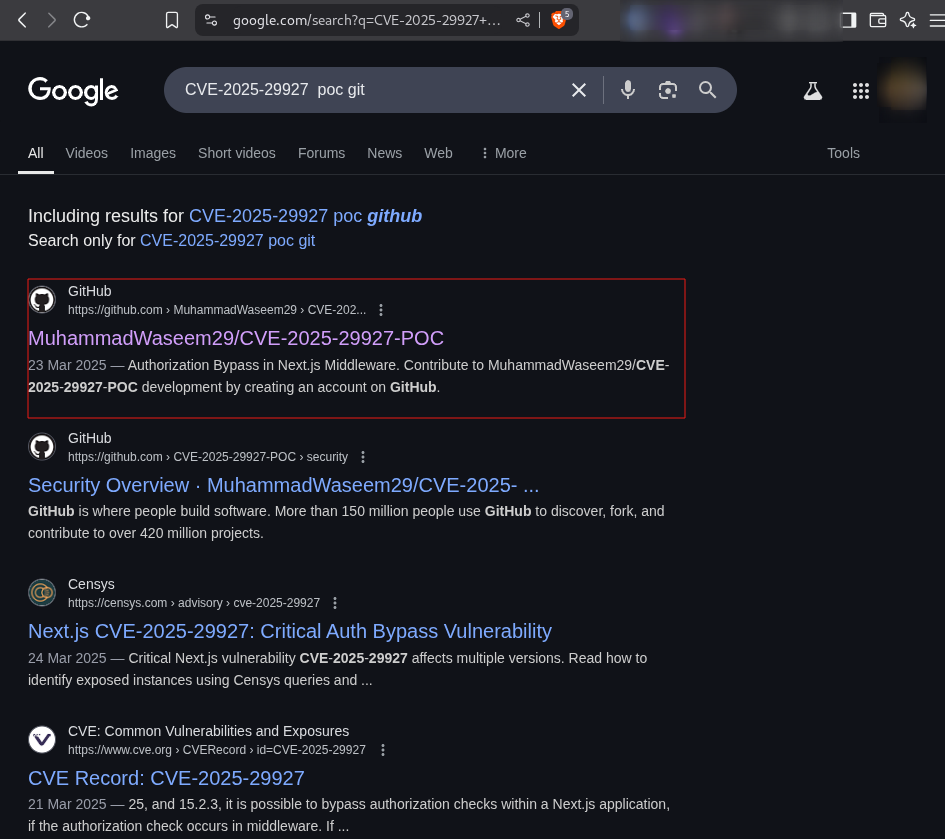 google.com/search?q=CVE-2025-29927+...
5
Google
CVE-2025-29927 poc git
All Videos Images Short videos Forums News Web More Tools
Including results for CVE-2025-29927 poc github
Search only for CVE-2025-29927 poc git
GitHub
https://github.com › MuhammadWaseem29 › CVE-202...
MuhammadWaseem29/CVE-2025-29927-POC
23 Mar 2025 — Authorization Bypass in Next.js Middleware. Contribute to MuhammadWaseem29/CVE-
2025-29927-POC development by creating an account on GitHub.
GitHub
https://github.com › CVE-2025-29927-POC › security
Security Overview · MuhammadWaseem29/CVE-2025- ...
GitHub is where people build software. More than 150 million people use GitHub to discover, fork, and
contribute to over 420 million projects.
Censys
https://censys.com › advisory › cve-2025-29927
Next.js CVE-2025-29927: Critical Auth Bypass Vulnerability
24 Mar 2025 — Critical Next.js vulnerability CVE-2025-29927 affects multiple versions. Read how to
identify exposed instances using Censys queries and ...
CVE: Common Vulnerabilities and Exposures
https://www.cve.org › CVERecord › id=CVE-2025-29927
CVE Record: CVE-2025-29927
21 Mar 2025 — 25, and 15.2.3, it is possible to bypass authorization checks within a Next.js application,
if the authorization check occurs in middleware. If ...